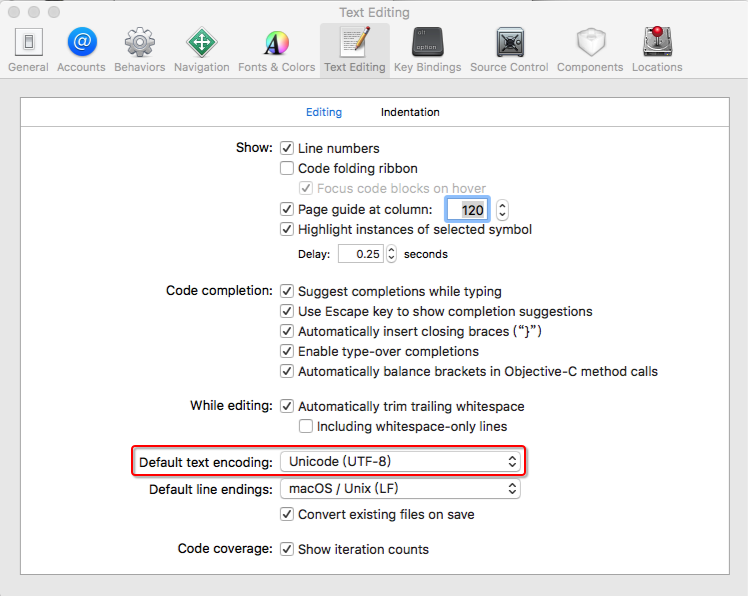 Text Editing
General Accounts Behaviors Navigation Fonts & Colors Text Editing Key Bindings Source Control Components Locations
Editing Indentation
Show: Line numbers
Code folding ribbon
Focus code blocks on hover
Page guide at column: 120
Highlight instances of selected symbol
Delay: 0.25 seconds
Code completion: Suggest completions while typing
Use Escape key to show completion suggestions
Automatically insert closing braces (“}”)
Enable type-over completions
Automatically balance brackets in Objective-C method calls
While editing: Automatically trim trailing whitespace
Including whitespace-only lines
Default text encoding: Unicode (UTF-8)
Default line endings: macOS / Unix (LF)
Convert existing files on save
Code coverage: Show iteration counts